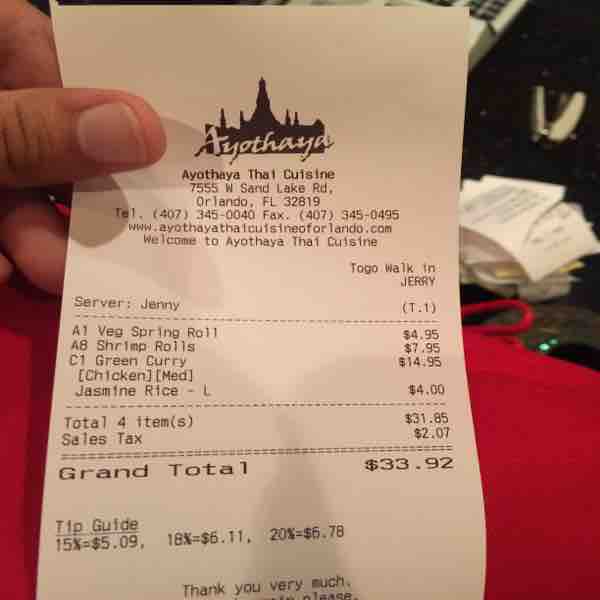 Ayothaya
Ayothaya Thai Cuisine
7555 W Sand Lake Rd,
Orlando, FL 32819
Tel. (407) 345-0040 Fax. (407) 345-0495
www.ayothayathaicuisineoforlando.com
Welcome to Ayothaya Thai Cuisine
Togo Walk in
JERRY
Server: Jenny (T.1)
A1 Veg Spring Roll $4.95
A8 Shrimp Rolls $7.95
C1 Green Curry $14.95
[Chicken][Med]
Jasmine Rice - L $4.00
Total 4 item(s) $31.85
Sales Tax $2.07
Grand Total $33.92
Tip Guide
15%=$5.09, 18%=$6.11, 20%=$6.78
Thank you very much.
please.